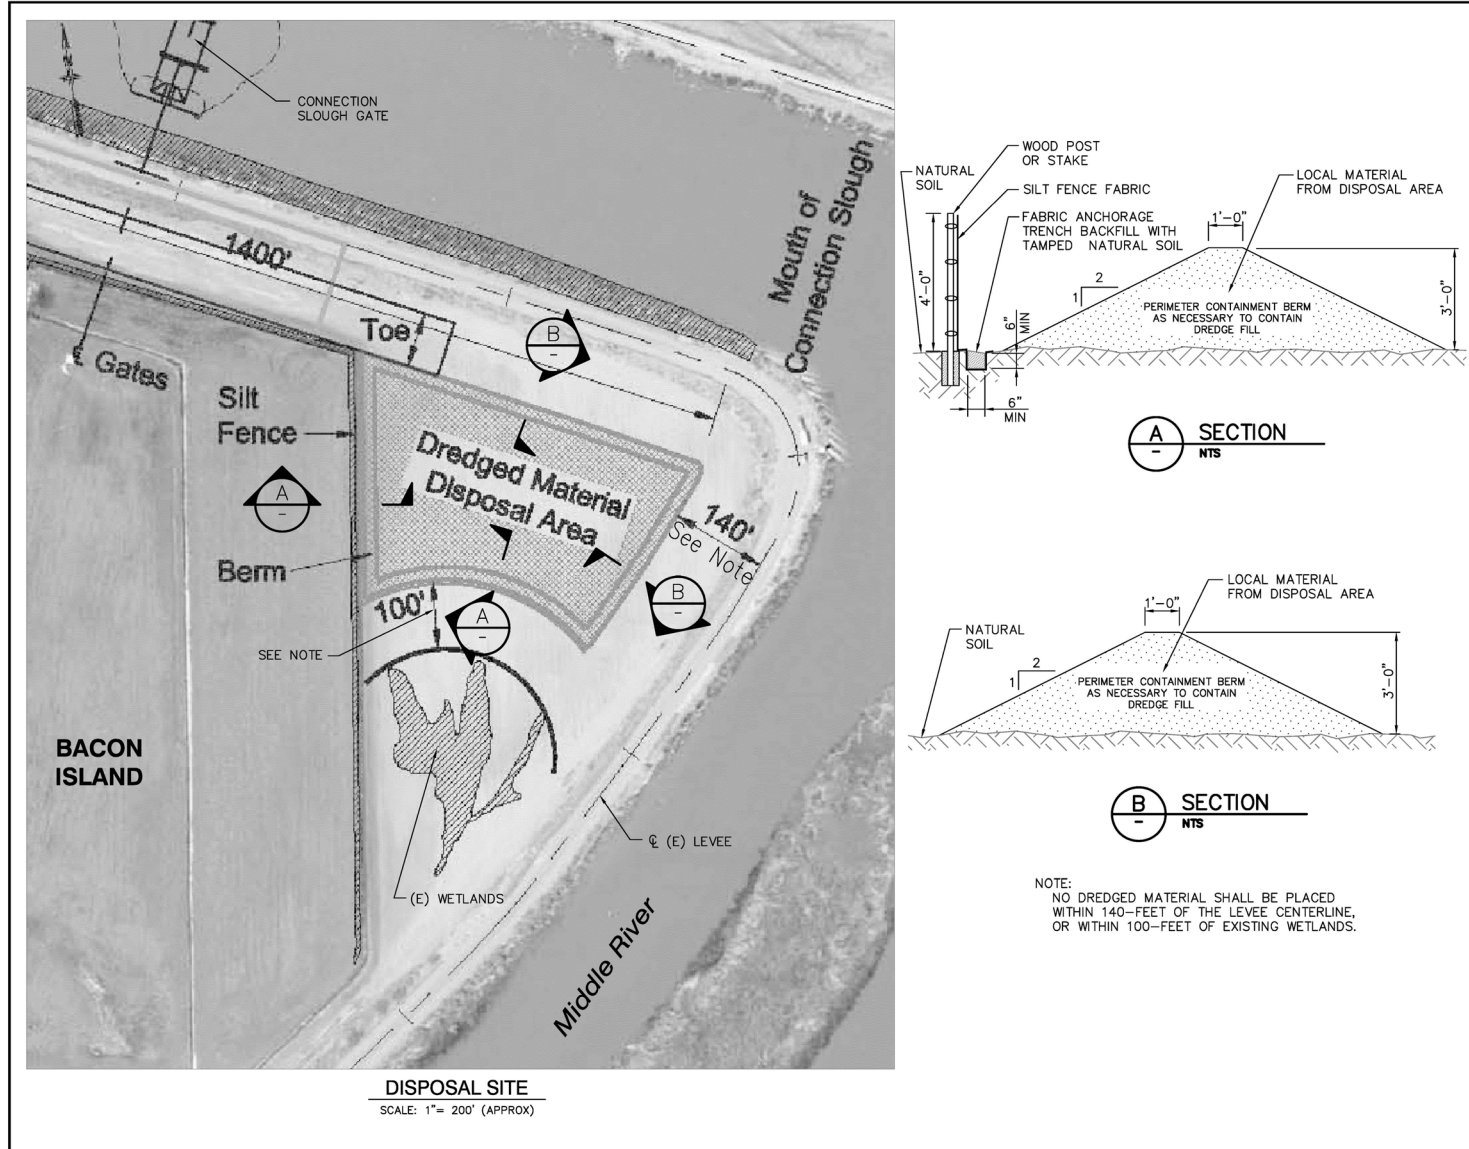 CONNECTION
SLOUGH GATE
Mouth of
Connection Slough
1400'
Toe
B
-
℄ Gates
Silt
Fence
Dredged Material
Disposal Area
A
-
140'
See Note
Berm
100'
B
-
A
-
SEE NOTE
BACON
ISLAND
℄ (E) LEVEE
(E) WETLANDS
Middle River
DISPOSAL SITE
SCALE: 1"= 200' (APPROX)
WOOD POST
OR STAKE
NATURAL
SOIL
SILT FENCE FABRIC
FABRIC ANCHORAGE
TRENCH BACKFILL WITH
TAMPED NATURAL SOIL
LOCAL MATERIAL
FROM DISPOSAL AREA
1'-0"
4'-0"
2
1
PERIMETER CONTAINMENT BERM
AS NECESSARY TO CONTAIN
DREDGE FILL
3'-0"
6"
MIN
6"
MIN
A
-
SECTION
NTS
LOCAL MATERIAL
FROM DISPOSAL AREA
1'-0"
NATURAL
SOIL
2
1
PERIMETER CONTAINMENT BERM
AS NECESSARY TO CONTAIN
DREDGE FILL
3'-0"
B
-
SECTION
NTS
NOTE:
NO DREDGED MATERIAL SHALL BE PLACED
WITHIN 140-FEET OF THE LEVEE CENTERLINE,
OR WITHIN 100-FEET OF EXISTING WETLANDS.